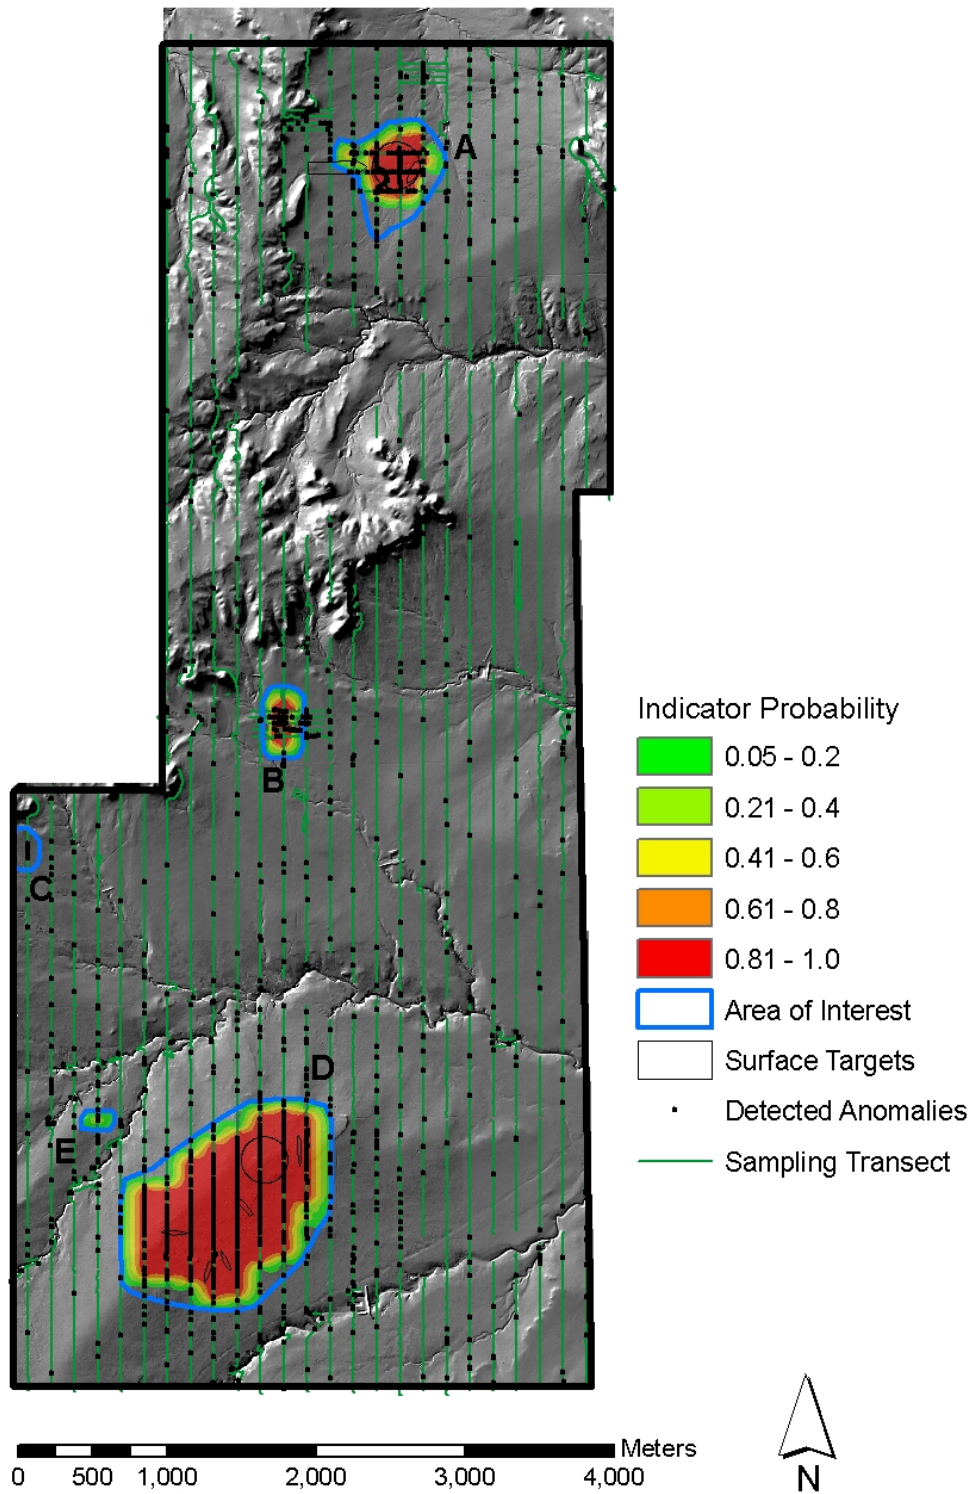 A
B
C
D
E
Indicator Probability
0.05 - 0.2
0.21 - 0.4
0.41 - 0.6
0.61 - 0.8
0.81 - 1.0
Area of Interest
Surface Targets
Detected Anomalies
Sampling Transect
Meters
0 500 1,000 2,000 3,000 4,000
N